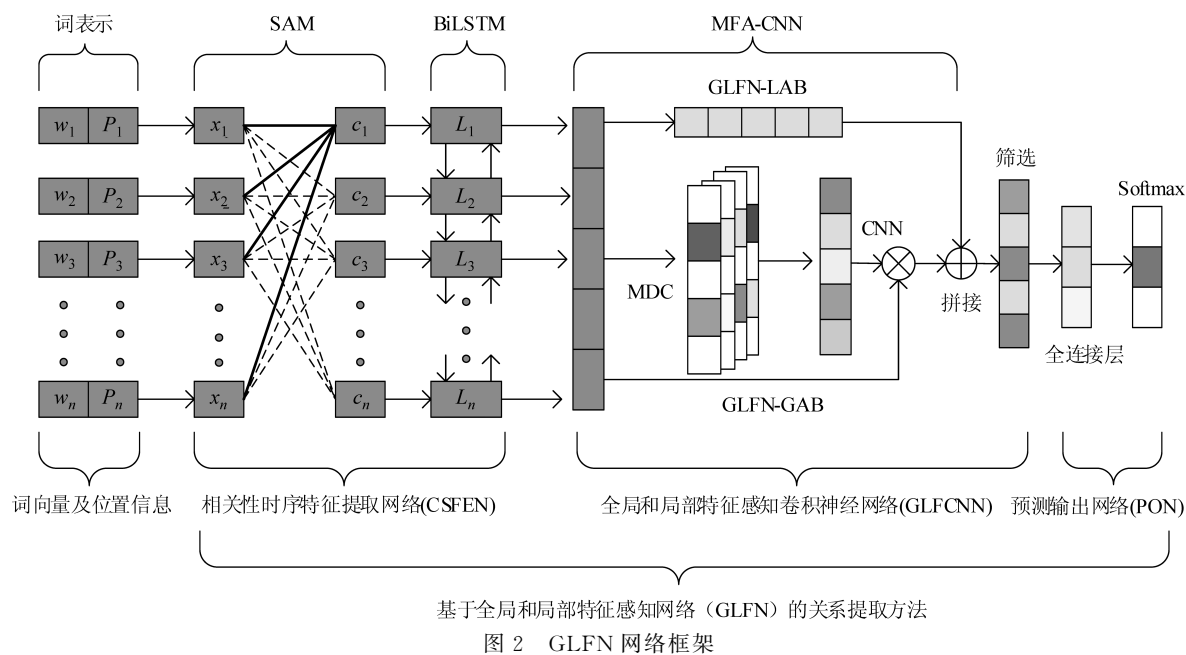 词表示 SAM BiLSTM MFA-CNN
GLFN-LAB
w1 P1 x1 c1 L1
筛选
w2 P2 x2 c2 L2
Softmax
CNN
w3 P3 x3 c3 L3
MDC
拼接
全连接层
wn Pn xn cn Ln
GLFN-GAB
词向量及位置信息 相关性时序特征提取网络(CSFEN) 全局和局部特征感知卷积神经网络(GLFCNN) 预测输出网络(PON)
基于全局和局部特征感知网络（GLFN）的关系提取方法
图 2 GLFN 网络框架